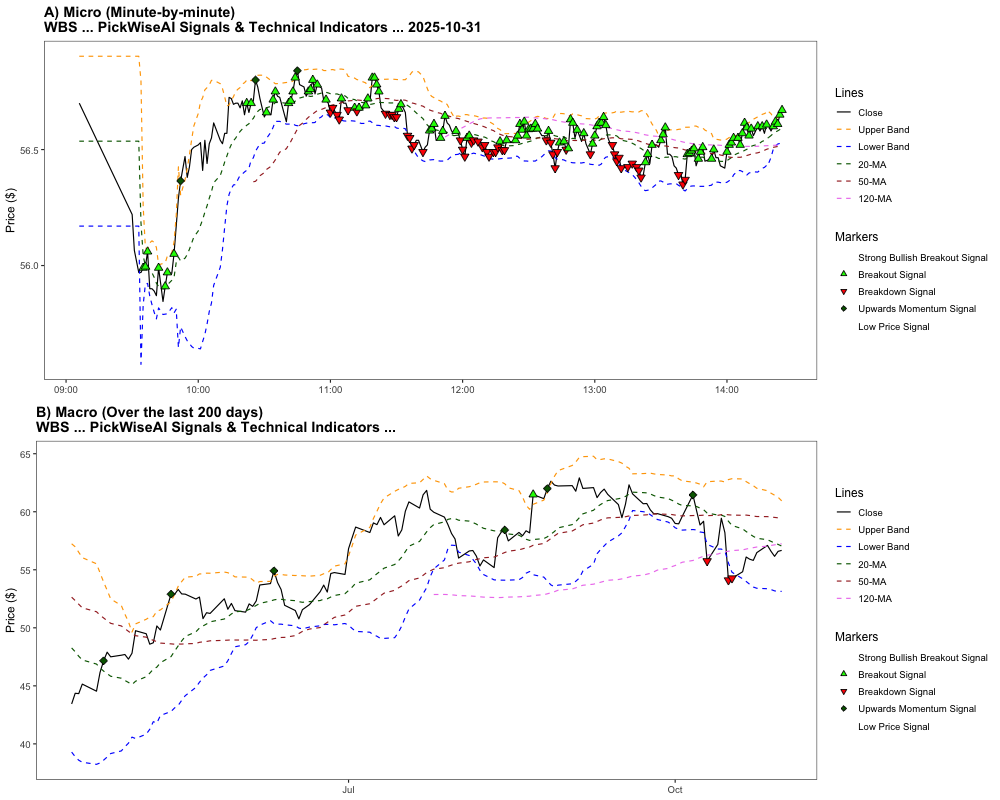 A) Micro (Minute-by-minute)
WBS ... PickWiseAI Signals & Technical Indicators ... 2025-10-31
Price ($)
56.5
56.0
09:00 10:00 11:00 12:00 13:00 14:00
Lines
Close
Upper Band
Lower Band
20-MA
50-MA
120-MA
Markers
Strong Bullish Breakout Signal
Breakout Signal
Breakdown Signal
Upwards Momentum Signal
Low Price Signal
B) Macro (Over the last 200 days)
WBS ... PickWiseAI Signals & Technical Indicators ...
Price ($)
65
60
55
50
45
40
Jul Oct
Lines
Close
Upper Band
Lower Band
20-MA
50-MA
120-MA
Markers
Strong Bullish Breakout Signal
Breakout Signal
Breakdown Signal
Upwards Momentum Signal
Low Price Signal